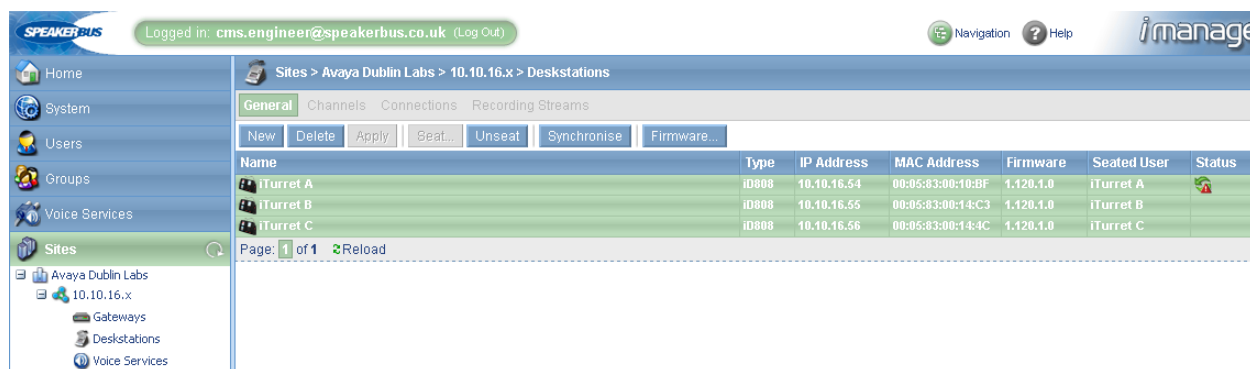 SPEAKERBUS Logged in: cms.engineer@speakerbus.co.uk (Log Out) Navigation Help i manage
Home
System
Users
Groups
Voice Services
Sites
Avaya Dublin Labs
10.10.16.x
Gateways
Deskstations
Voice Services
Sites > Avaya Dublin Labs > 10.10.16.x > Deskstations
General Channels Connections Recording Streams
New Delete Apply Seat... Unseat Synchronise Firmware...
Name Type IP Address MAC Address Firmware Seated User Status
iTurret A iD808 10.10.16.54 00:05:83:00:10:BF 1.120.1.0 iTurret A
iTurret B iD808 10.10.16.55 00:05:83:00:14:C3 1.120.1.0 iTurret B
iTurret C iD808 10.10.16.56 00:05:83:00:14:4C 1.120.1.0 iTurret C
Page: 1 of 1 Reload